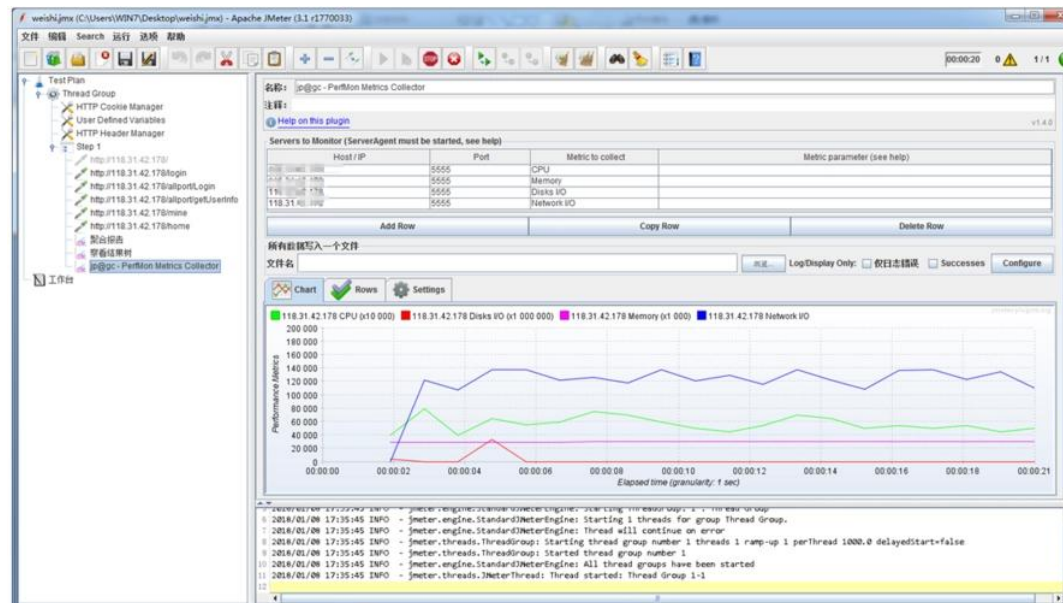 weishi.jmx (C:\Users\WIN7\Desktop\weishi.jmx) - Apache JMeter (3.1 r1770033)
文件 编辑 Search 运行 选项 帮助
00:00:20 0 1/1
Test Plan
Thread Group
HTTP Cookie Manager
User Defined Variables
HTTP Header Manager
Step 1
http://118.31.42.178/
http://118.31.42.178/login
http://118.31.42.178/allport/Login
http://118.31.42.178/allport/getUserInfo
http://118.31.42.178/mine
http://118.31.42.178/home
聚合报告
察看结果树
jp@gc - PerfMon Metrics Collector
工作台
名称: jp@gc - PerfMon Metrics Collector
注释:
Help on this plugin v1.4.0
Servers to Monitor (ServerAgent must be started, see help)
Host / IP Port Metric to collect Metric parameter (see help)
5555 CPU
5555 Memory
5555 Disks I/O
118.31 5555 Network I/O
Add Row Copy Row Delete Row
所有数据写入一个文件
文件名 浏览... Log/Display Only: 仅日志错误 Successes Configure
Chart Rows Settings
118.31.42.178 CPU (x10 000) 118.31.42.178 Disks I/O (x1 000 000) 118.31.42.178 Memory (x1 000) 118.31.42.178 Network I/O
200 000
180 000
160 000
140 000
120 000
100 000
80 000
60 000
40 000
20 000
0
Performance Metrics
00:00:00 00:00:02 00:00:04 00:00:06 00:00:08 00:00:10 00:00:12 00:00:14 00:00:16 00:00:18 00:00:21
Elapsed time (granularity: 1 sec)
6 2018/01/08 17:35:45 INFO - jmeter.engine.StandardJMeterEngine: Starting 1 threads for group Thread Group.
7 2018/01/08 17:35:45 INFO - jmeter.engine.StandardJMeterEngine: Thread will continue on error
8 2018/01/08 17:35:45 INFO - jmeter.threads.ThreadGroup: Starting thread group number 1 threads 1 ramp-up 1 perThread 1000.0 delayedStart=false
9 2018/01/08 17:35:45 INFO - jmeter.threads.ThreadGroup: Started thread group number 1
10 2018/01/08 17:35:45 INFO - jmeter.engine.StandardJMeterEngine: All thread groups have been started
11 2018/01/08 17:35:45 INFO - jmeter.threads.JMeterThread: Thread started: Thread Group 1-1
12